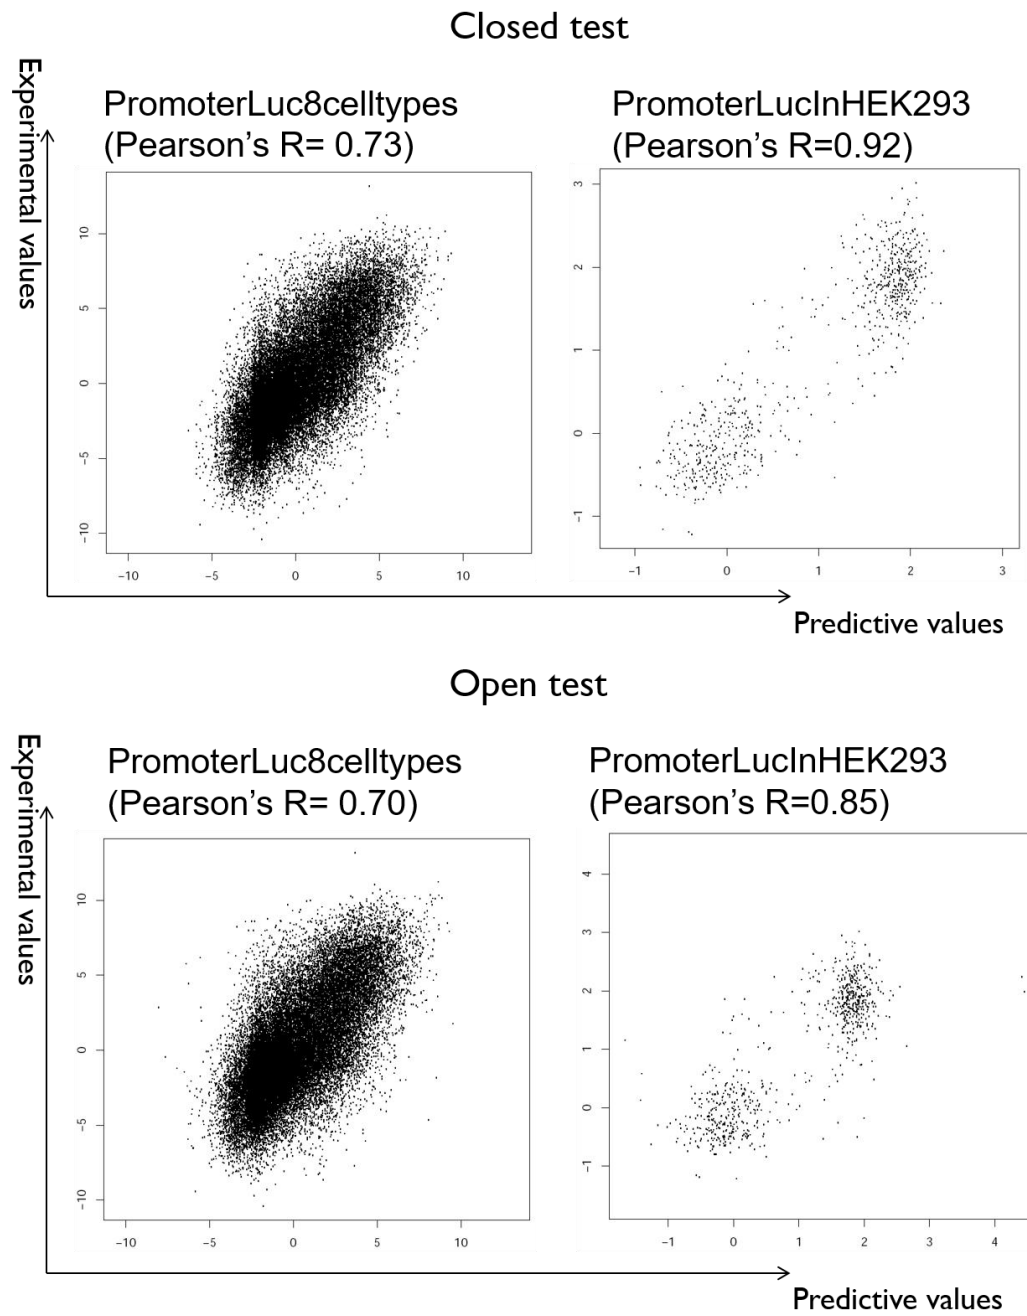 Closed test
Experimental values
PromoterLuc8celltypes
(Pearson's R= 0.73)
10
5
0
−5
−10
−10 −5 0 5 10
PromoterLucInHEK293
(Pearson's R=0.92)
3
2
1
0
−1
−1 0 1 2 3
Predictive values
Open test
Experimental values
PromoterLuc8celltypes
(Pearson's R= 0.70)
10
5
0
−5
−10
−10 −5 0 5 10
PromoterLucInHEK293
(Pearson's R=0.85)
4
3
2
1
0
−1
−1 0 1 2 3 4
Predictive values